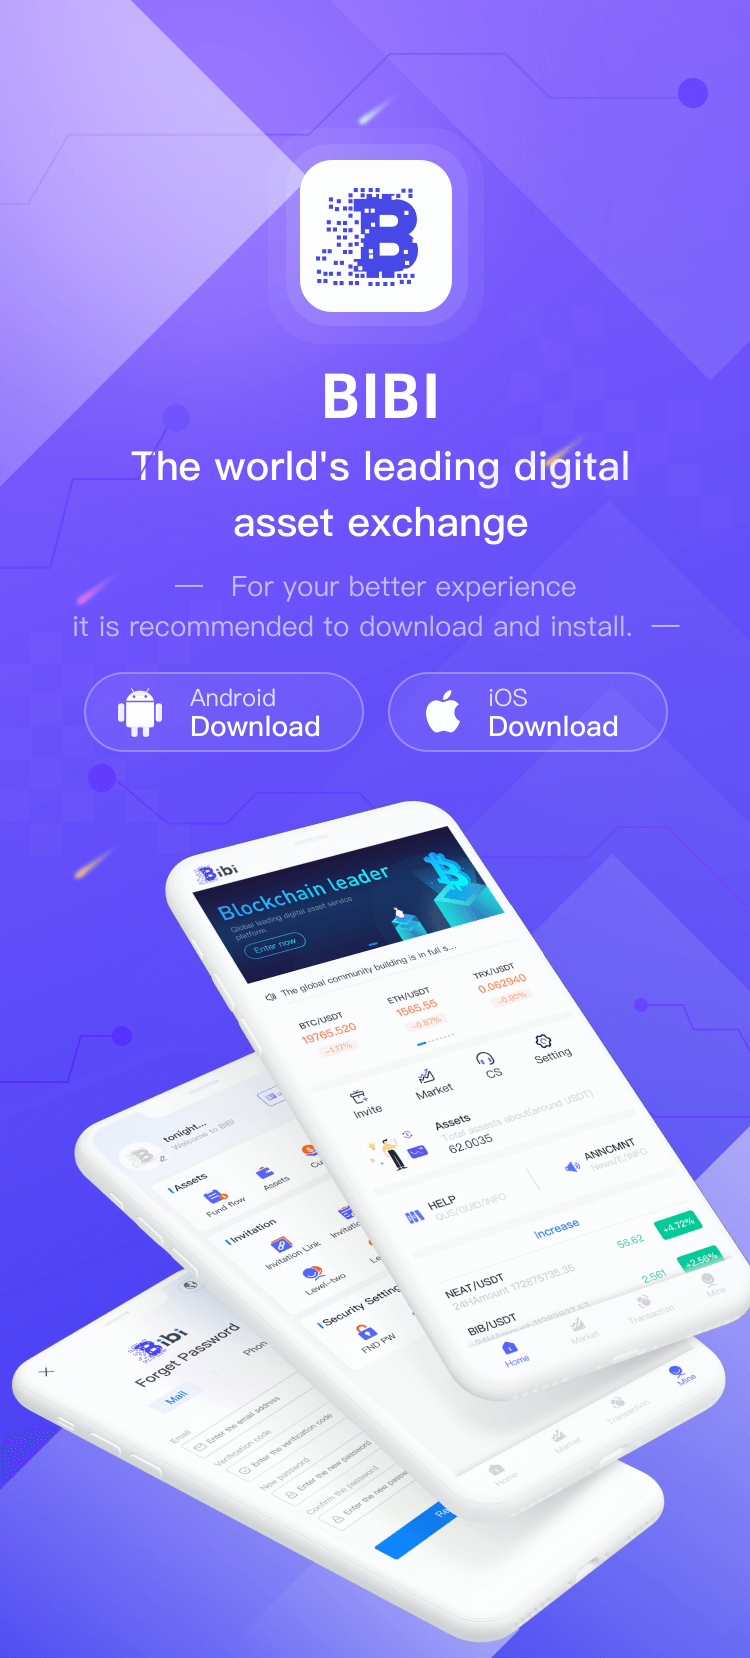 BIBI
The world's leading digital
asset exchange
— For your better experience
it is recommended to download and install. —
Android
Download
iOS
Download
Bibi
Blockchain leader
Global leading digital asset service
platform.
Enter now
The global community building is in full s...
BTC/USDT
19765.520
-1.17%
ETH/USDT
1565.55
-0.87%
TRX/USDT
0.062940
-0.90%
Invite
Market
CS
Setting
Assets
Total assests about(around USDT)
62.0035
HELP
QUS/GUID/INFO
ANNCMNT
News/E/INFO
Increase
NEAT/USDT
24HAmount 172875735.35
56.62
+4.72%
BIB/USDT
2.561
+2.56%
Home
Market
Transaction
Mine
tonight...
Welcome to BIBI
Assets
Fund flow
Assets
Cu
Invitation
Invitation Link
Invitatio
Level-two
Le
Security Setting
FND PW
Home
Market
Transaction
Mine
Bibi
Forget Password
Mail
Phon
Email
Enter the email address
Verification code
Enter the verification code
New password
Enter the new password
Confirm the password
Enter the new passw
Re